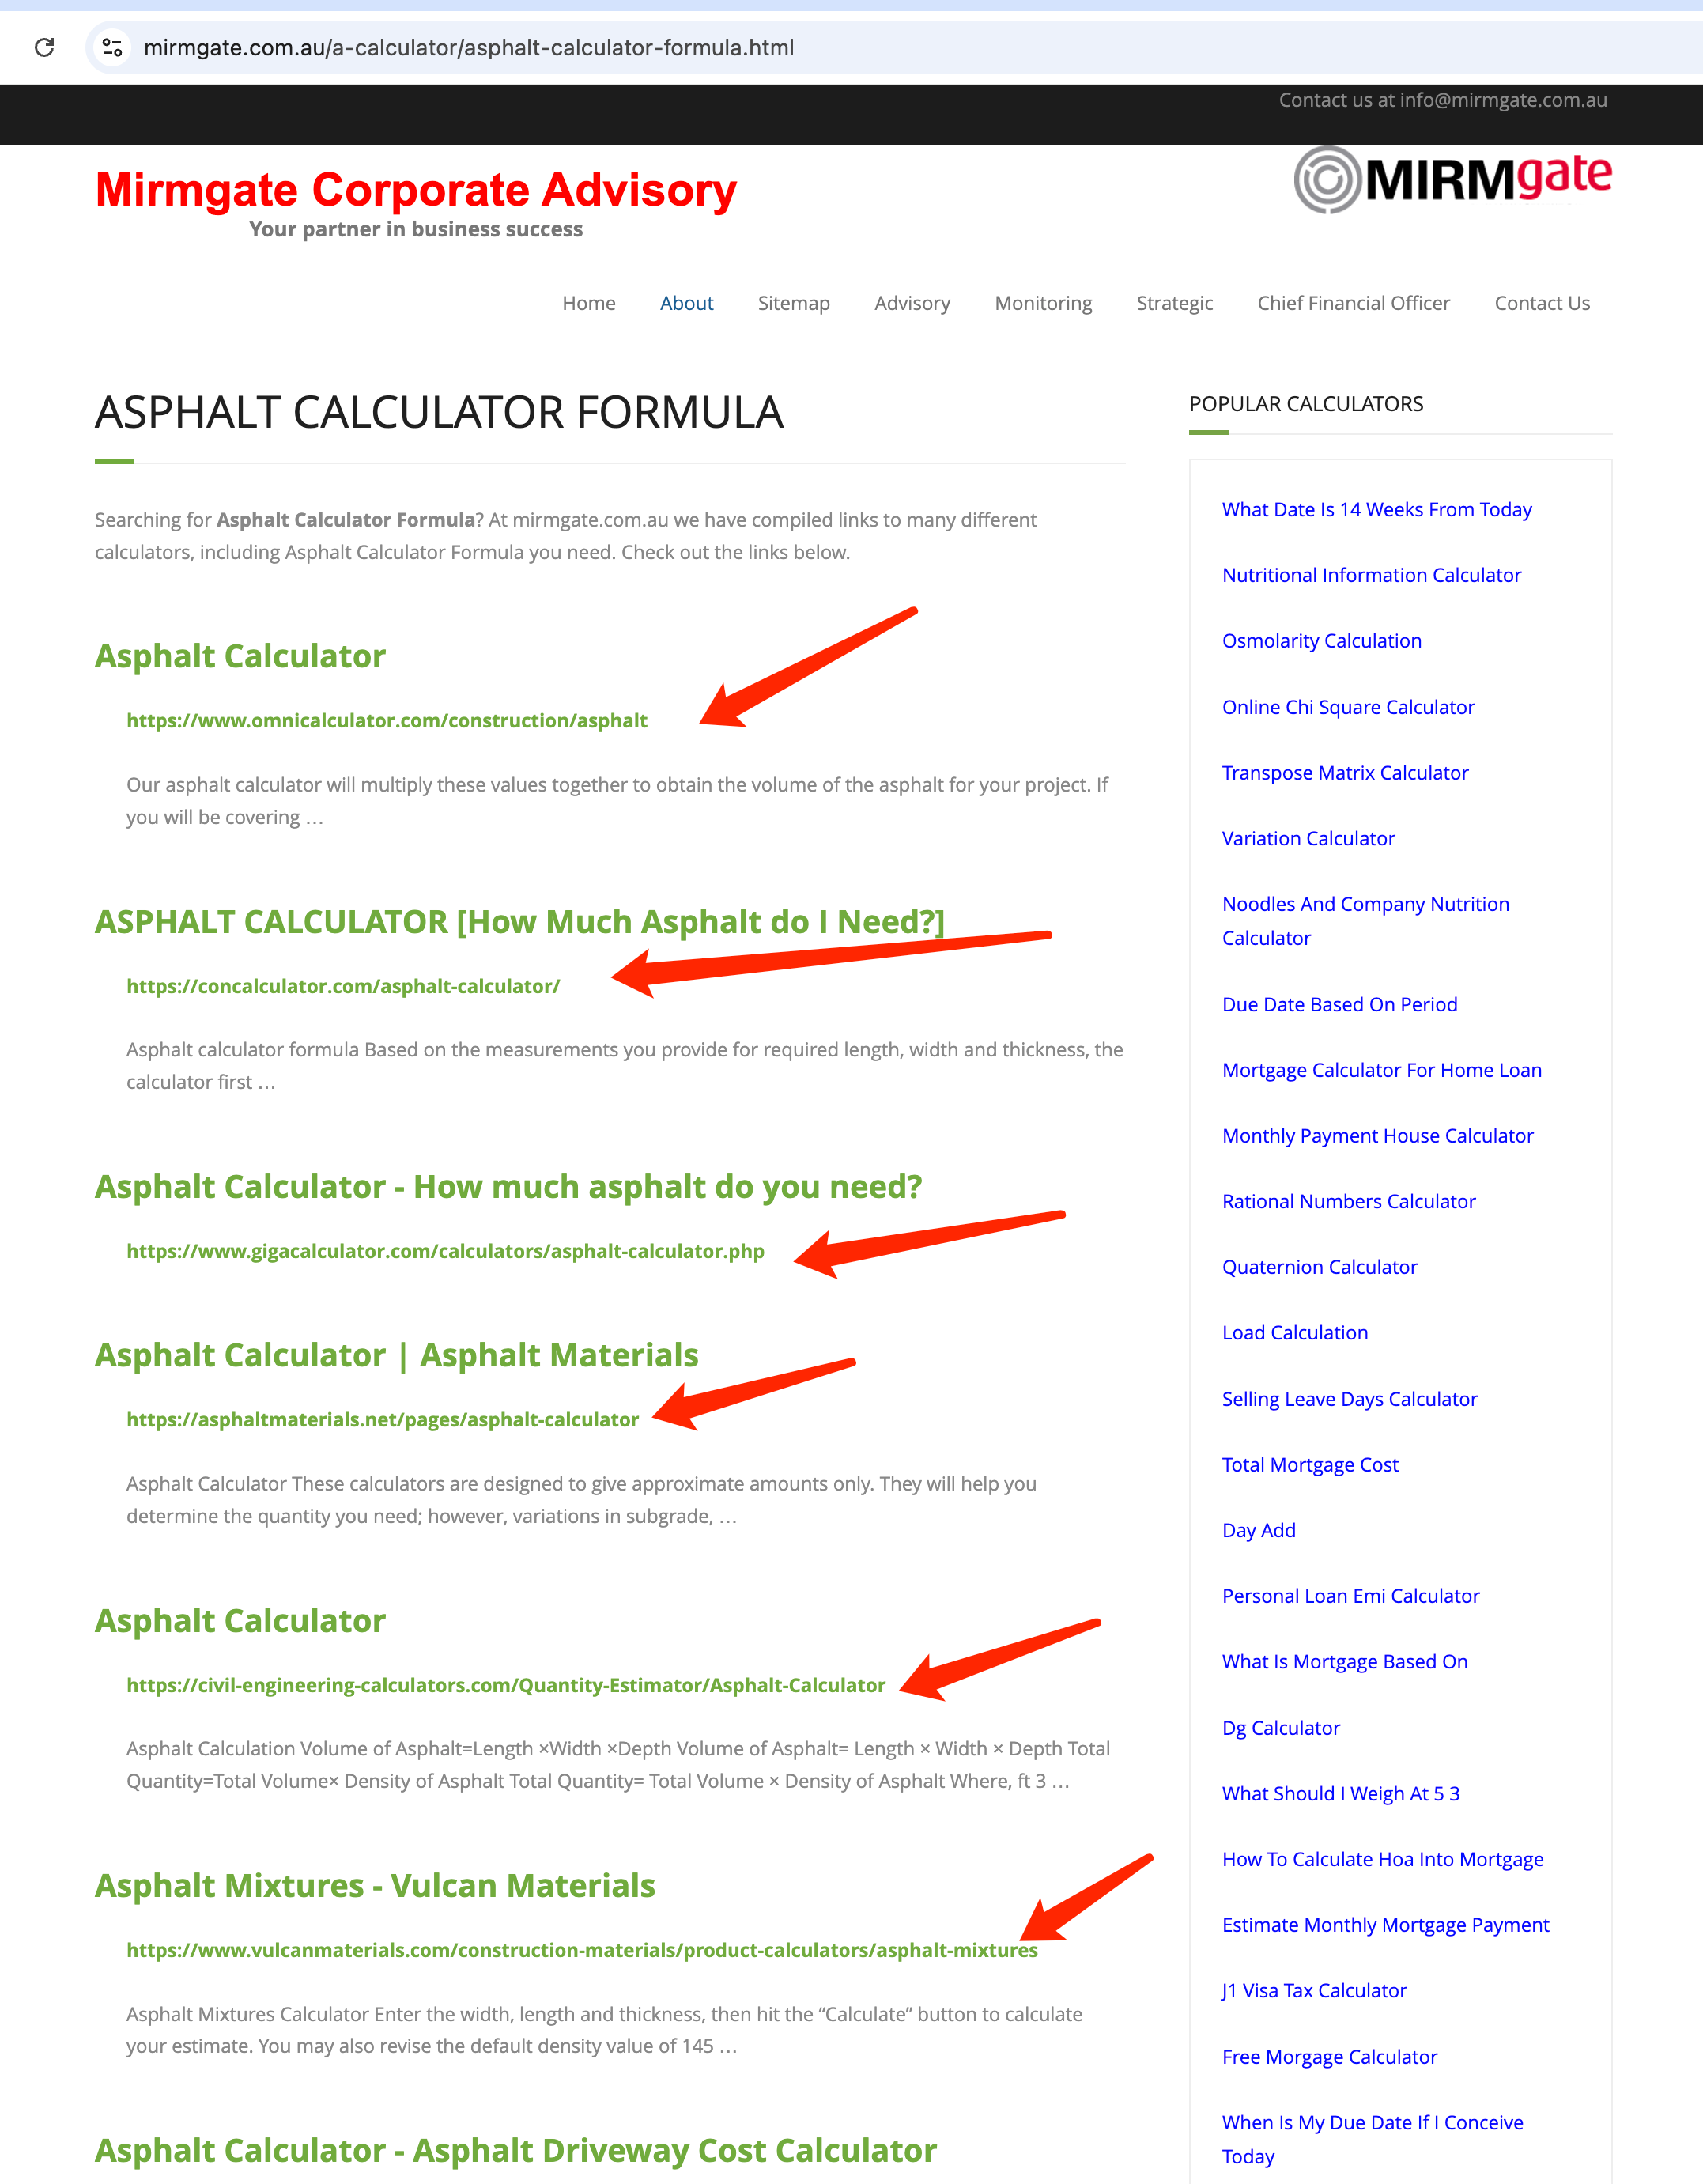 mirmgate.com.au/a-calculator/asphalt-calculator-formula.html
Contact us at info@mirmgate.com.au
Mirmgate Corporate Advisory
Your partner in business success
MIRMgate
Home About Sitemap Advisory Monitoring Strategic Chief Financial Officer Contact Us
ASPHALT CALCULATOR FORMULA
Searching for Asphalt Calculator Formula? At mirmgate.com.au we have compiled links to many different
calculators, including Asphalt Calculator Formula you need. Check out the links below.
Asphalt Calculator
https://www.omnicalculator.com/construction/asphalt
Our asphalt calculator will multiply these values together to obtain the volume of the asphalt for your project. If
you will be covering …
ASPHALT CALCULATOR [How Much Asphalt do I Need?]
https://concalculator.com/asphalt-calculator/
Asphalt calculator formula Based on the measurements you provide for required length, width and thickness, the
calculator first …
Asphalt Calculator - How much asphalt do you need?
https://www.gigacalculator.com/calculators/asphalt-calculator.php
Asphalt Calculator | Asphalt Materials
https://asphaltmaterials.net/pages/asphalt-calculator
Asphalt Calculator These calculators are designed to give approximate amounts only. They will help you
determine the quantity you need; however, variations in subgrade, …
Asphalt Calculator
https://civil-engineering-calculators.com/Quantity-Estimator/Asphalt-Calculator
Asphalt Calculation Volume of Asphalt=Length ×Width ×Depth Volume of Asphalt= Length × Width × Depth Total
Quantity=Total Volume× Density of Asphalt Total Quantity= Total Volume × Density of Asphalt Where, ft 3 …
Asphalt Mixtures - Vulcan Materials
https://www.vulcanmaterials.com/construction-materials/product-calculators/asphalt-mixtures
Asphalt Mixtures Calculator Enter the width, length and thickness, then hit the “Calculate” button to calculate
your estimate. You may also revise the default density value of 145 …
Asphalt Calculator - Asphalt Driveway Cost Calculator
POPULAR CALCULATORS
What Date Is 14 Weeks From Today
Nutritional Information Calculator
Osmolarity Calculation
Online Chi Square Calculator
Transpose Matrix Calculator
Variation Calculator
Noodles And Company Nutrition
Calculator
Due Date Based On Period
Mortgage Calculator For Home Loan
Monthly Payment House Calculator
Rational Numbers Calculator
Quaternion Calculator
Load Calculation
Selling Leave Days Calculator
Total Mortgage Cost
Day Add
Personal Loan Emi Calculator
What Is Mortgage Based On
Dg Calculator
What Should I Weigh At 5 3
How To Calculate Hoa Into Mortgage
Estimate Monthly Mortgage Payment
J1 Visa Tax Calculator
Free Morgage Calculator
When Is My Due Date If I Conceive
Today